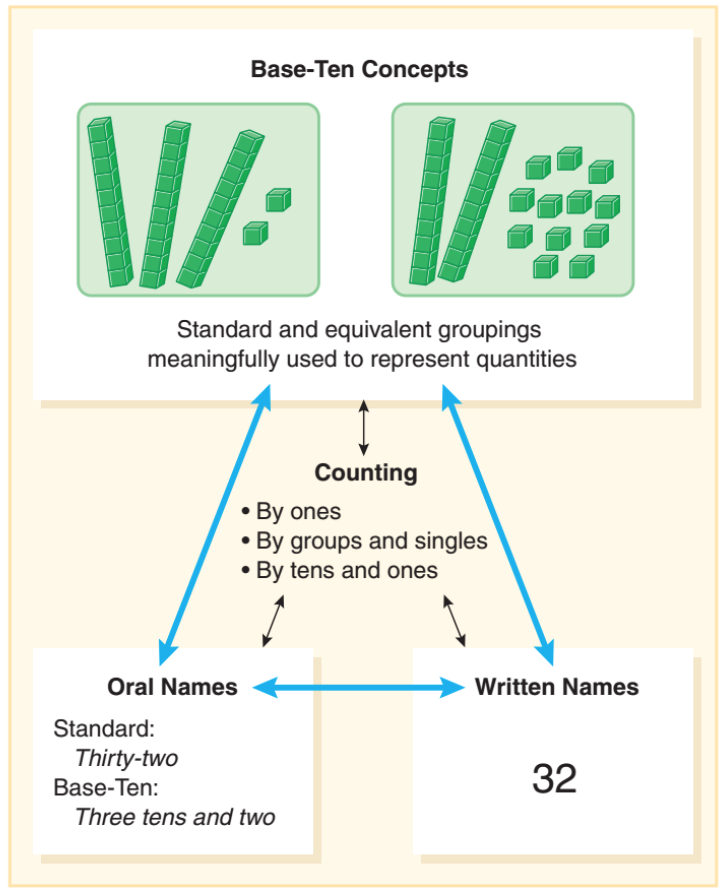 Base-Ten Concepts
Standard and equivalent groupings
meaningfully used to represent quantities
Counting
• By ones
• By groups and singles
• By tens and ones
Oral Names
Standard:
Thirty-two
Base-Ten:
Three tens and two
Written Names
32